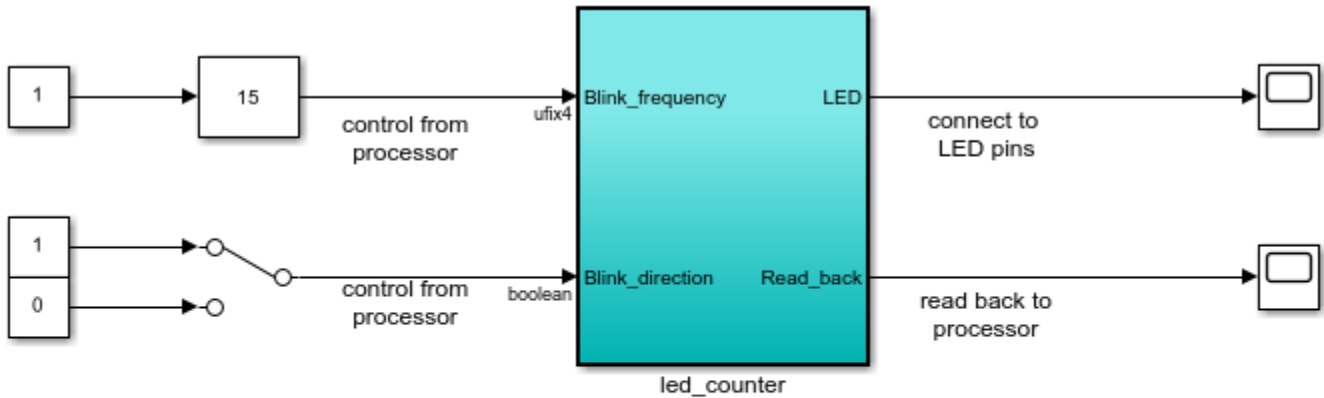 1
15
control from
processor
ufix4
Blink_frequency
LED
connect to
LED pins
1
0
control from
processor
boolean
Blink_direction
Read_back
read back to
processor
led_counter